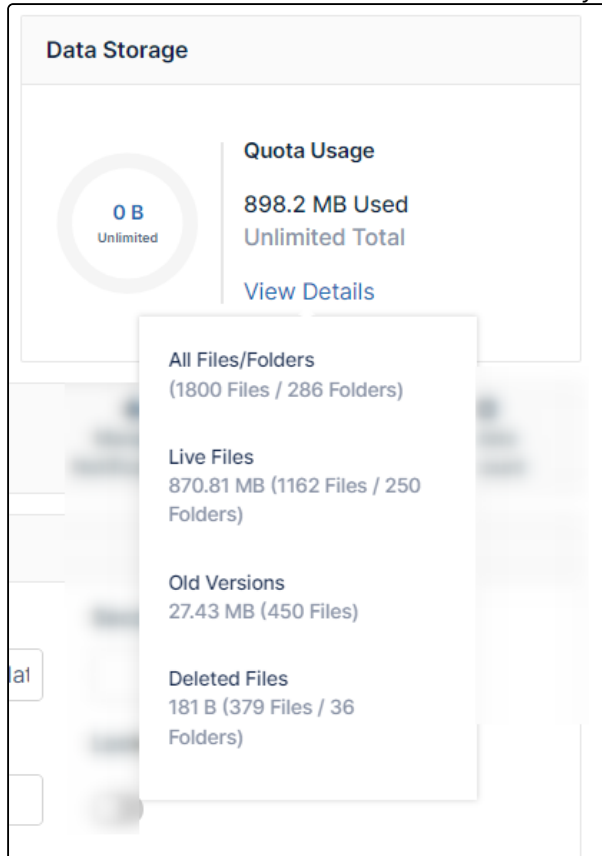 Data Storage
0 B
Unlimited
Quota Usage
898.2 MB Used
Unlimited Total
View Details
All Files/Folders
(1800 Files / 286 Folders)
Live Files
870.81 MB (1162 Files / 250
Folders)
Old Versions
27.43 MB (450 Files)
Deleted Files
181 B (379 Files / 36
Folders)